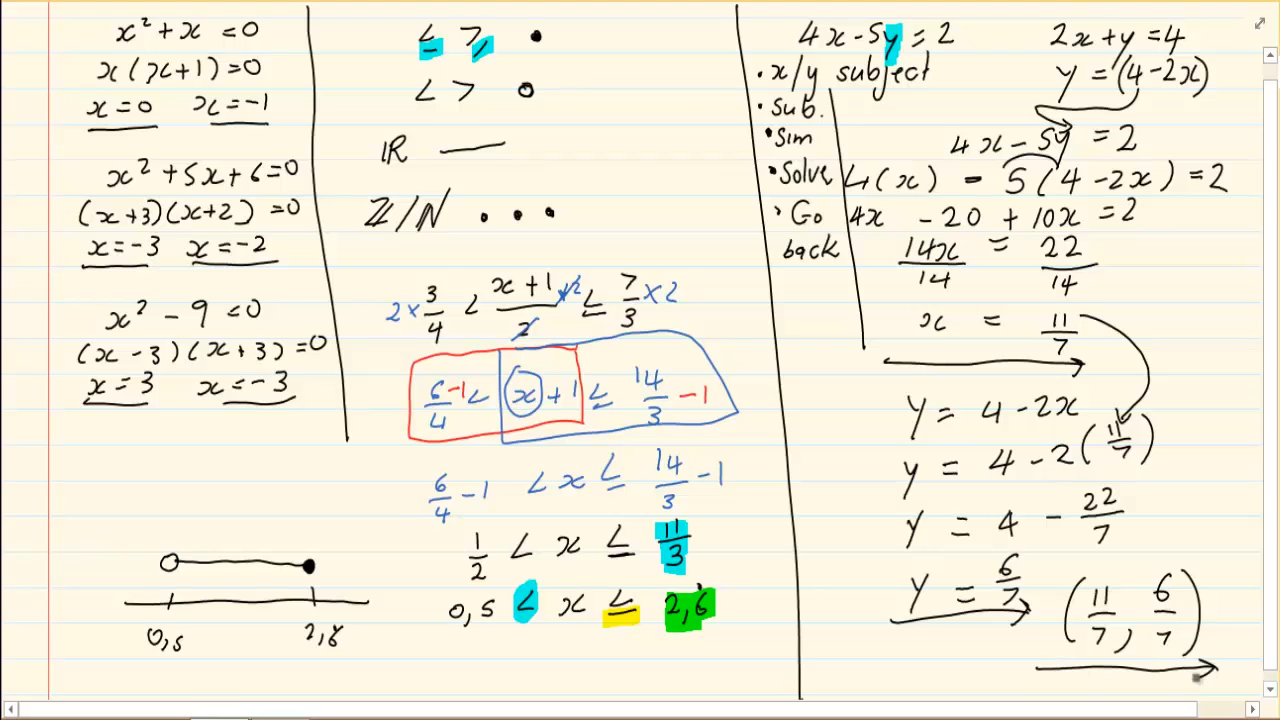 x² + x = 0
x(x+1) = 0
x = 0 x = -1
x² + 5x + 6 = 0
(x+3)(x+2) = 0
x = -3 x = -2
x² - 9 = 0
(x - 3)(x + 3) = 0
x = 3 x = -3
0,5 2,6
≤ ≥ •
< > ○
ℝ —
ℤ/ℕ • • •
2 × 3/4 < (x + 1)/2 ×2 ≤ 7/3 × 2
6/4 - 1 < x + 1 ≤ 14/3 - 1
6/4 - 1 < x ≤ 14/3 - 1
1/2 < x ≤ 11/3
0,5 < x ≤ 2,6̇
4x - 5y = 2
• x/y subject
• sub.
• Sim
• Solve
• Go
back
2x + y = 4
y = (4 - 2x)
4x - 5y = 2
4(x) - 5(4 - 2x) = 2
4x - 20 + 10x = 2
14x/14 = 22/14
x = 11/7
y = 4 - 2x
y = 4 - 2(11/7)
y = 4 - 22/7
y = 6/7
(11/7, 6/7)